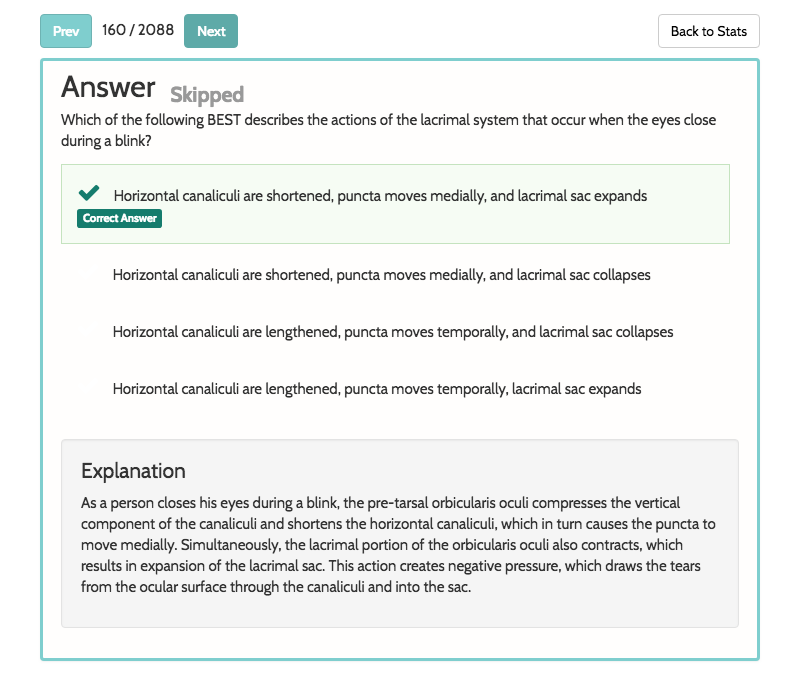 Prev 160 / 2088 Next Back to Stats
Answer Skipped
Which of the following BEST describes the actions of the lacrimal system that occur when the eyes close
during a blink?
Horizontal canaliculi are shortened, puncta moves medially, and lacrimal sac expands
Correct Answer
Horizontal canaliculi are shortened, puncta moves medially, and lacrimal sac collapses
Horizontal canaliculi are lengthened, puncta moves temporally, and lacrimal sac collapses
Horizontal canaliculi are lengthened, puncta moves temporally, lacrimal sac expands
Explanation
As a person closes his eyes during a blink, the pre-tarsal orbicularis oculi compresses the vertical
component of the canaliculi and shortens the horizontal canaliculi, which in turn causes the puncta to
move medially. Simultaneously, the lacrimal portion of the orbicularis oculi also contracts, which
results in expansion of the lacrimal sac. This action creates negative pressure, which draws the tears
from the ocular surface through the canaliculi and into the sac.